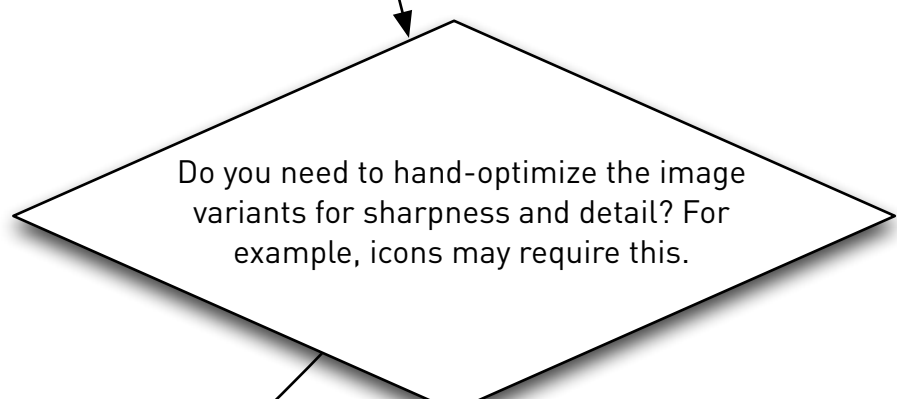 Do you need to hand-optimize the image
variants for sharpness and detail? For
example, icons may require this.